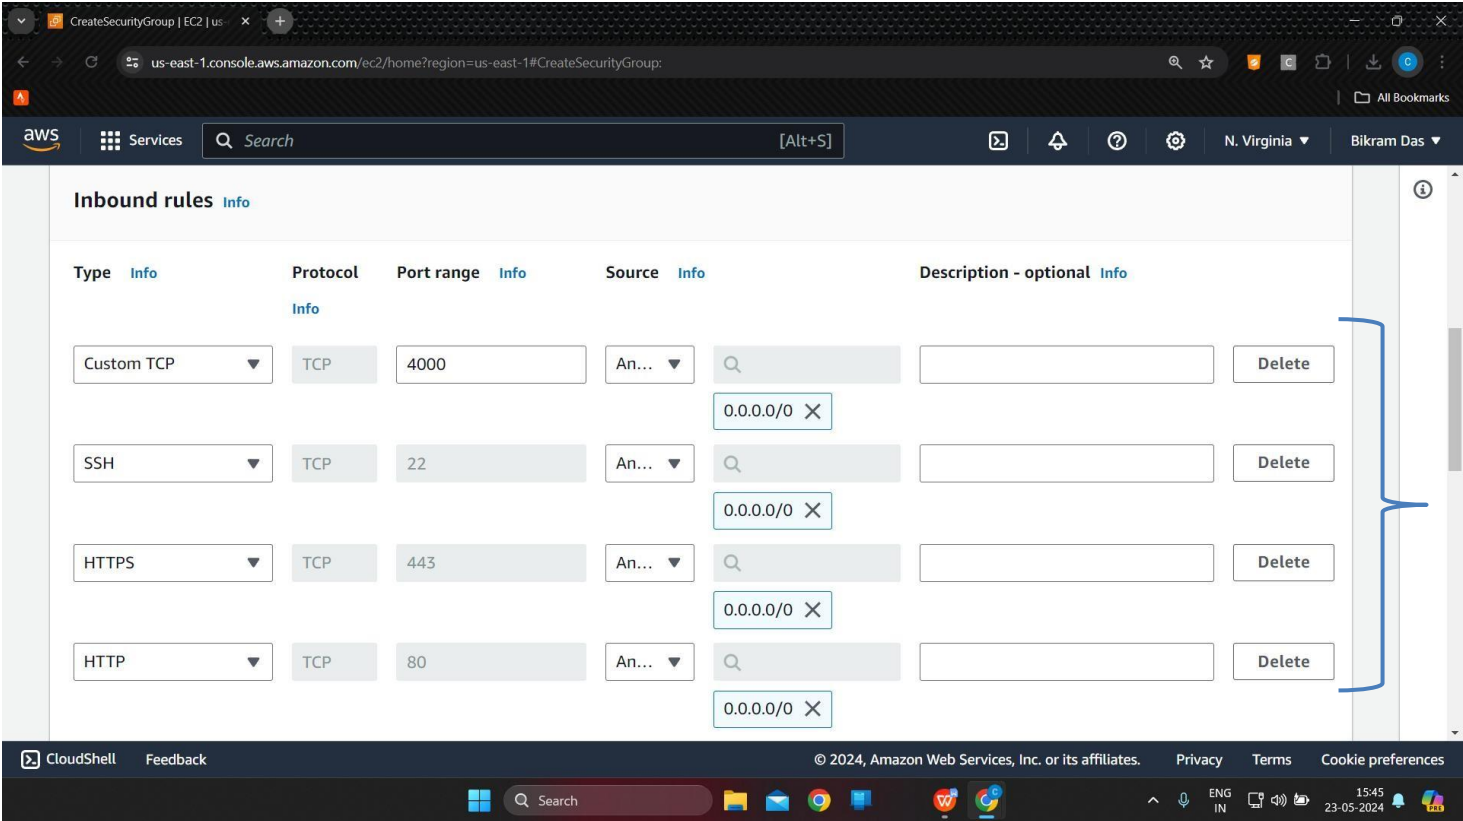 CreateSecurityGroup | EC2 | us-
us-east-1.console.aws.amazon.com/ec2/home?region=us-east-1#CreateSecurityGroup:
C
C
All Bookmarks
aws
Services
Search
[Alt+S]
N. Virginia
Bikram Das
Inbound rules Info
Type Info
Protocol Info
Port range Info
Source Info
Description - optional Info
Custom TCP TCP 4000 An... Delete
0.0.0.0/0
SSH TCP 22 An... Delete
0.0.0.0/0
HTTPS TCP 443 An... Delete
0.0.0.0/0
HTTP TCP 80 An... Delete
0.0.0.0/0
CloudShell Feedback © 2024, Amazon Web Services, Inc. or its affiliates. Privacy Terms Cookie preferences
Search
ENG
IN
15:45
23-05-2024
PRE